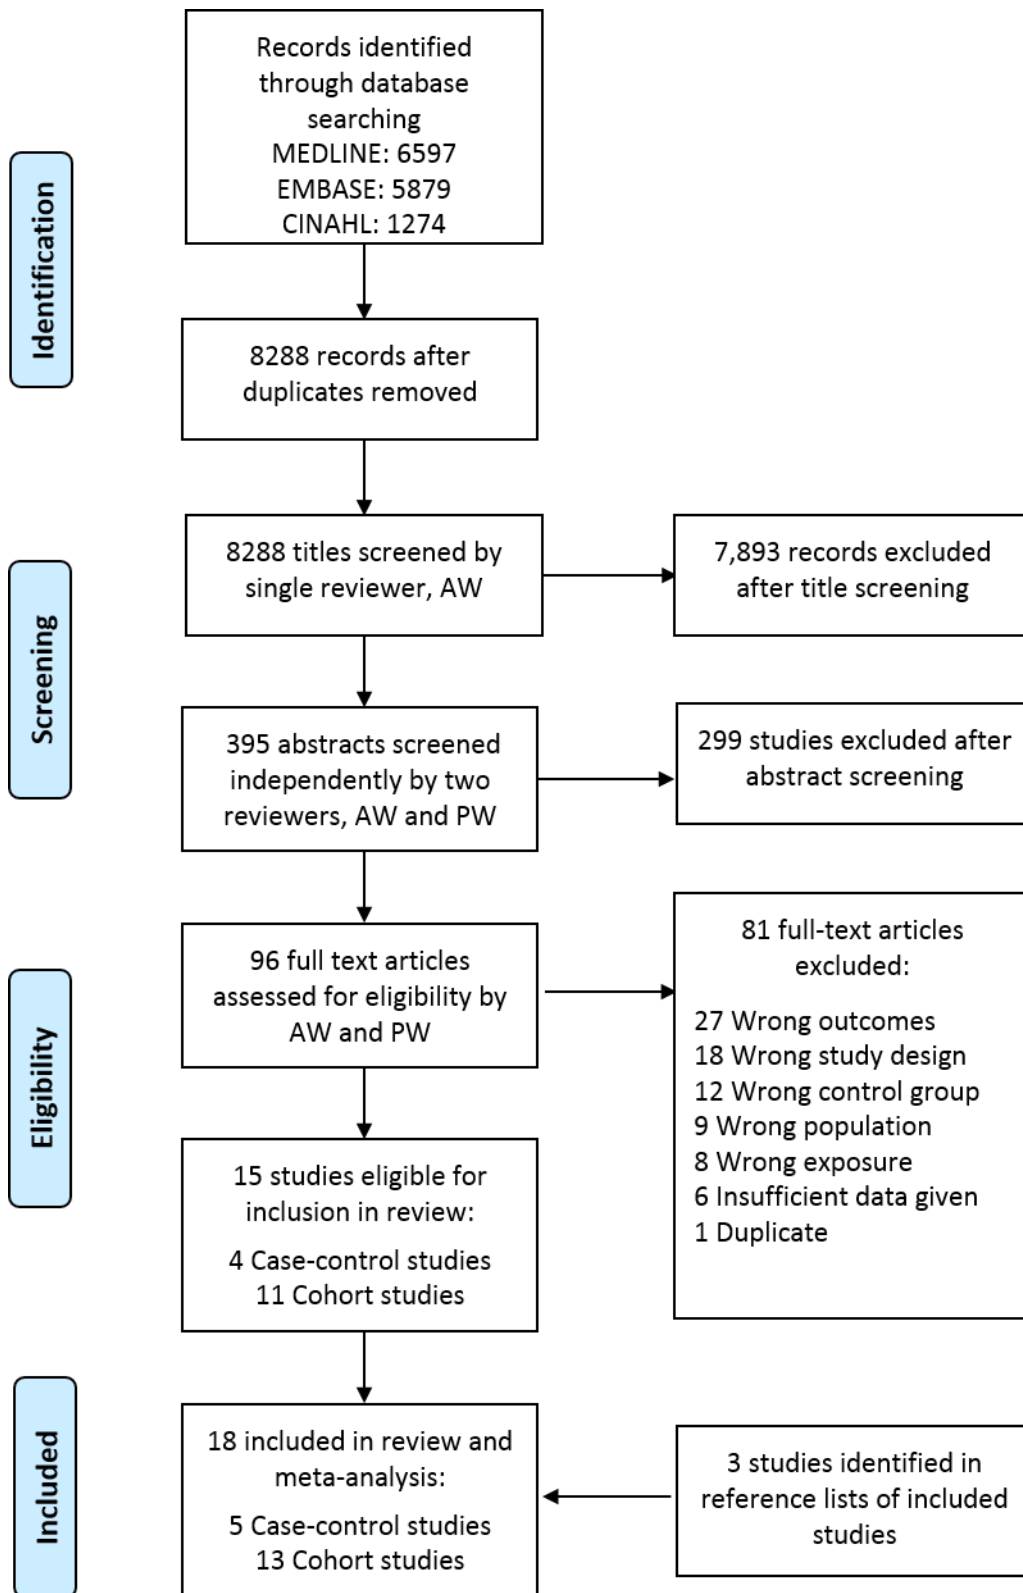 Identification
Records identified
through database
searching
MEDLINE: 6597
EMBASE: 5879
CINAHL: 1274
8288 records after
duplicates removed
Screening
8288 titles screened by
single reviewer, AW
7,893 records excluded
after title screening
395 abstracts screened
independently by two
reviewers, AW and PW
299 studies excluded after
abstract screening
Eligibility
96 full text articles
assessed for eligibility by
AW and PW
81 full-text articles
excluded:
27 Wrong outcomes
18 Wrong study design
12 Wrong control group
9 Wrong population
8 Wrong exposure
6 Insufficient data given
1 Duplicate
15 studies eligible for
inclusion in review:
4 Case-control studies
11 Cohort studies
Included
18 included in review and
meta-analysis:
5 Case-control studies
13 Cohort studies
3 studies identified in
reference lists of included
studies